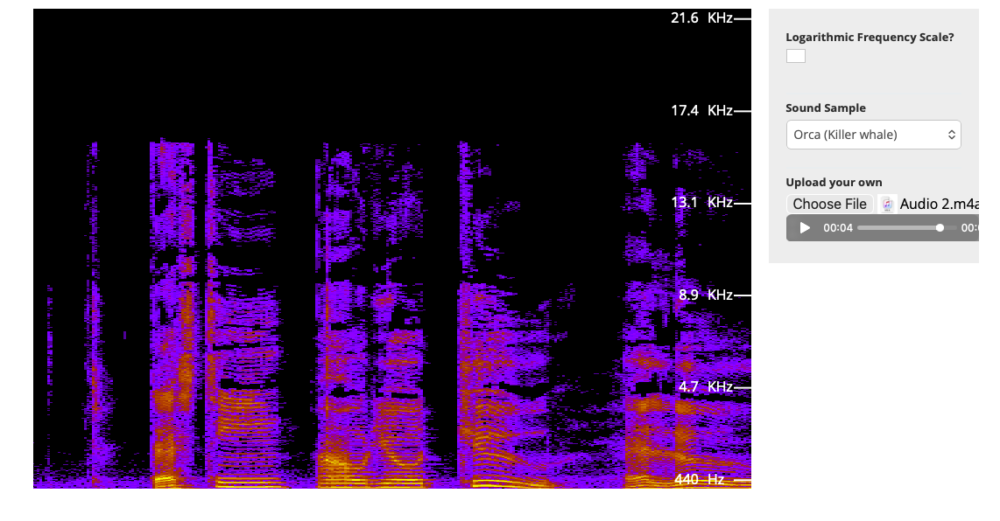 21.6 KHz
17.4 KHz
13.1 KHz
8.9 KHz
4.7 KHz
440 Hz
Logarithmic Frequency Scale?
Sound Sample
Orca (Killer whale)
Upload your own
Choose File Audio 2.m4a
00:04